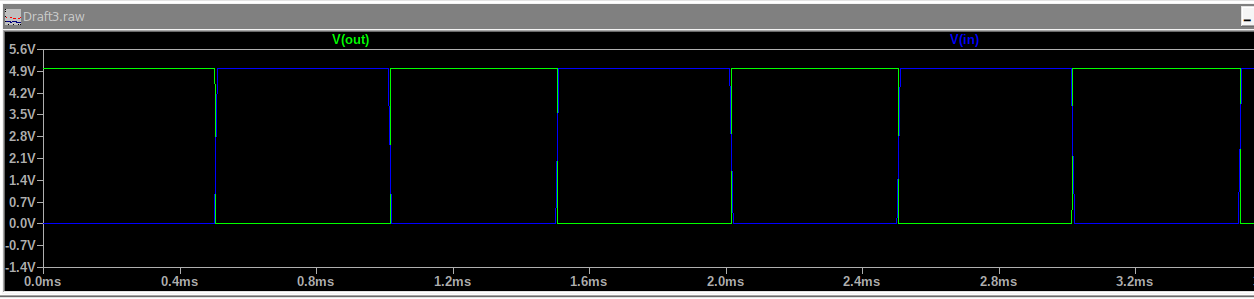 Draft3.raw
V(out) V(in)
5.6V
4.9V
4.2V
3.5V
2.8V
2.1V
1.4V
0.7V
0.0V
-0.7V
-1.4V
0.0ms 0.4ms 0.8ms 1.2ms 1.6ms 2.0ms 2.4ms 2.8ms 3.2ms